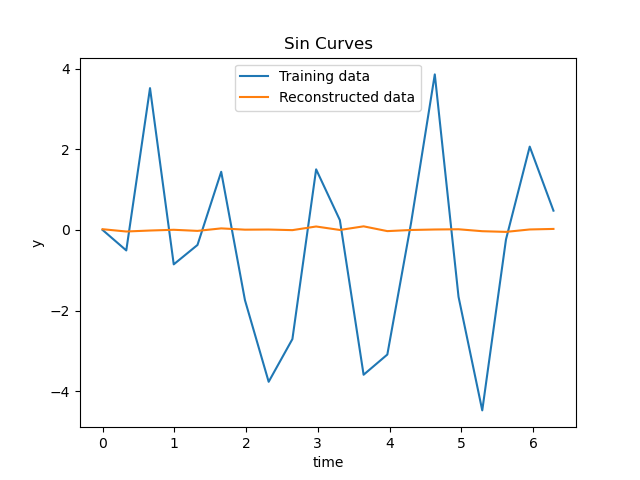 Sin Curves
Training data
Reconstructed data
4
2
0
−2
−4
y
0 1 2 3 4 5 6
time